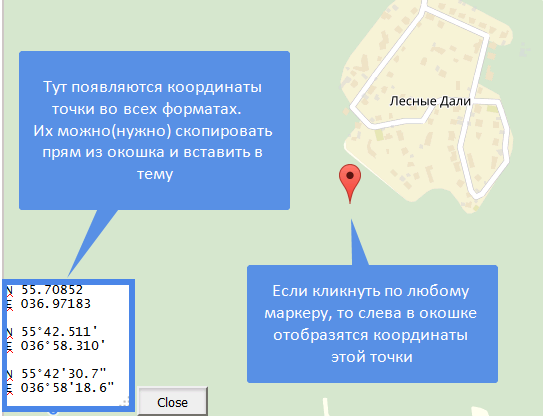 Тут появляются координаты
точки во всех форматах.
Их можно(нужно) скопировать
прям из окошка и вставить в
тему
Лесные Дали
Если кликнуть по любому
маркеру, то слева в окошке
отобразятся координаты
этой точки
N 55.70852
E 036.97183
N 55°42.511'
E 036°58.310'
N 55°42'30.7"
E 036°58'18.6"
Close